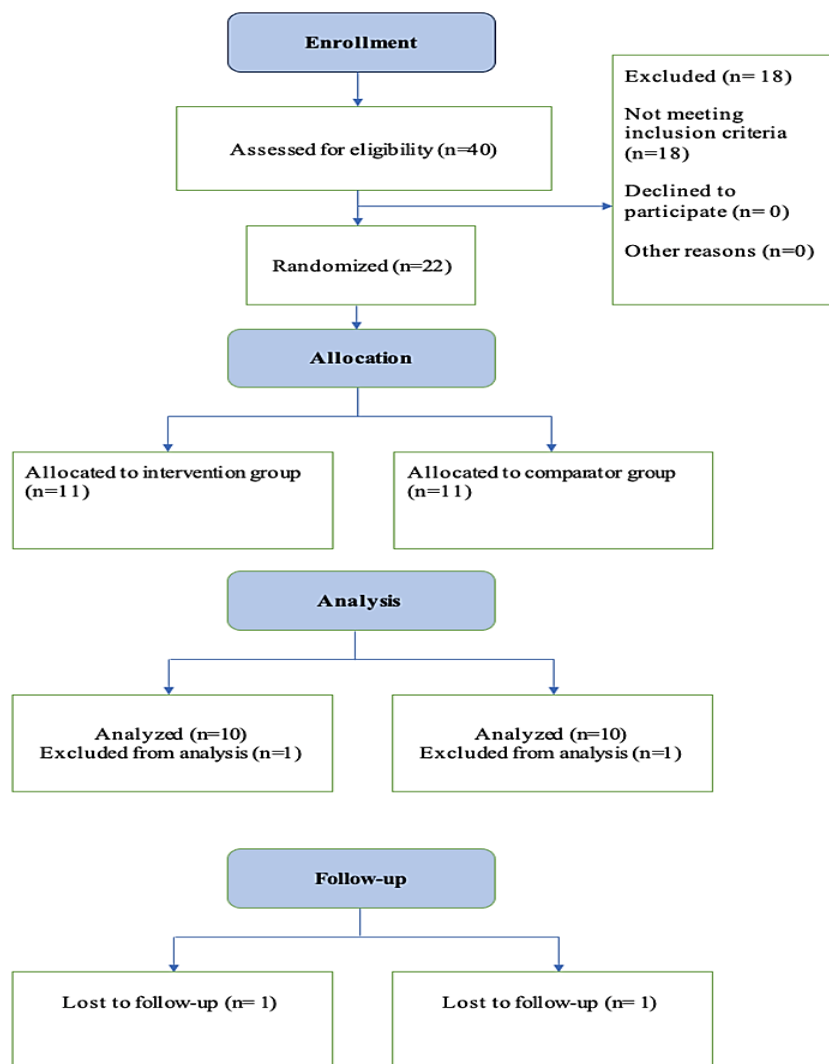 Enrollment
Assessed for eligibility (n=40)
Excluded (n= 18)
Not meeting
inclusion criteria
(n=18)
Declined to
participate (n= 0)
Other reasons (n=0)
Randomized (n=22)
Allocation
Allocated to intervention group
(n=11)
Allocated to comparator group
(n=11)
Analysis
Analyzed (n=10)
Excluded from analysis (n=1)
Analyzed (n=10)
Excluded from analysis (n=1)
Follow-up
Lost to follow-up (n= 1)
Lost to follow-up (n= 1)